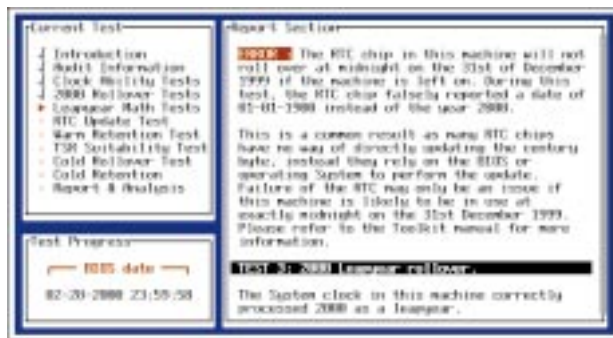 Current Test
Introduction
Audit Information
Clock Ability Tests
2000 Rollover Tests
Leapyear Math Tests
RTC Update Test
Warm Retention Test
TSR Suitability Test
Cold Rollover Test
Cold Retention
Report & Analysis
Test Progress
BIOS date
02-28-2000 23:59:58
Report Section
ERROR : The RTC chip in this machine will not
roll over at midnight on the 31st of December
1999 if the machine is left on. During this
test, the RTC chip falsely reported a date of
01-01-1900 instead of the year 2000.
This is a common result as many RTC chips
have no way of directly updating the century
byte, instead they rely on the BIOS or
operating System to perform the update.
Failure of the RTC may only be an issue if
this machine is likely to be in use at
exactly midnight on the 31st December 1999.
Please refer to the Toolkit manual for more
information.
TEST 3: 2000 Leapyear rollover.
The System clock in this machine correctly
processed 2000 as a leapyear.